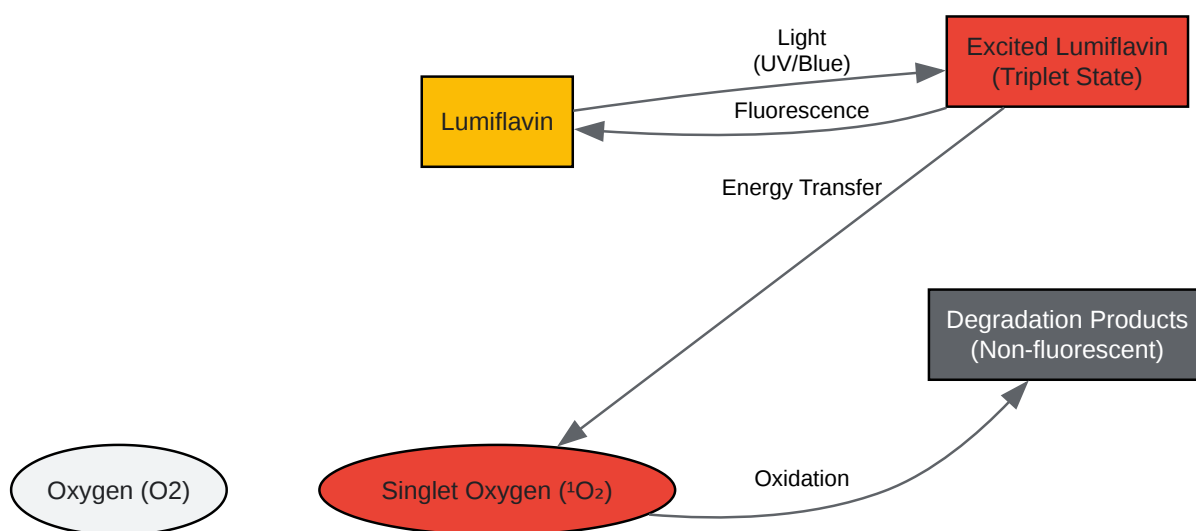 Light
(UV/Blue)
Excited Lumiflavin
(Triplet State)
Lumiflavin
Fluorescence
Energy Transfer
Degradation Products
(Non-fluorescent)
Oxygen (O2)
Singlet Oxygen (¹O₂)
Oxidation